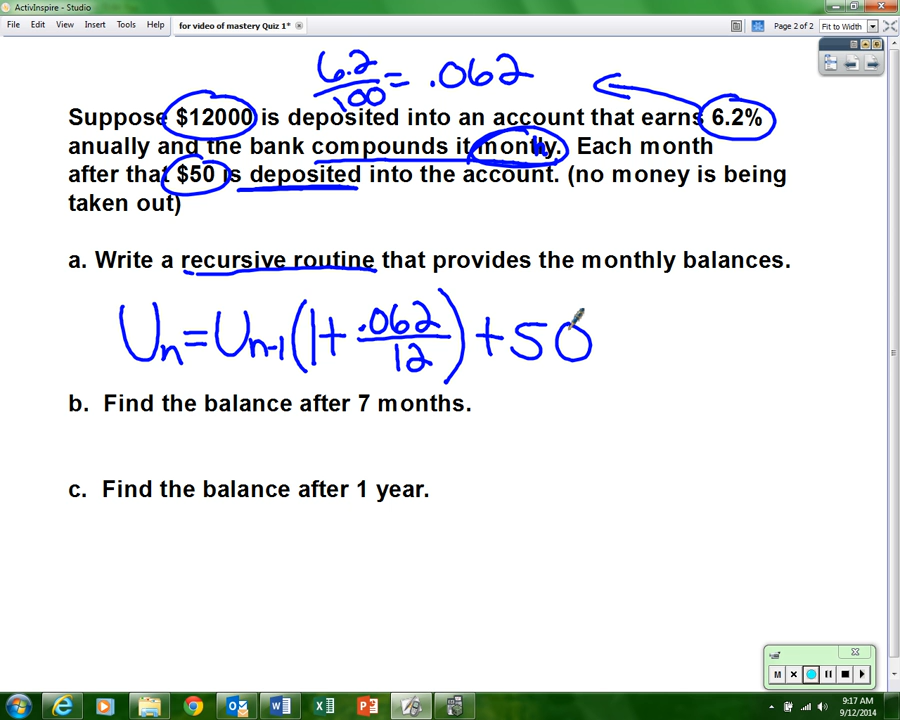 ActivInspire - Studio
File Edit View Insert Tools Help for video of mastery Quiz 1* Page 2 of 2 Fit to Width
6.2/100 = .062
Suppose $12000 is deposited into an account that earns 6.2%
anually and the bank compounds it monthly. Each month
after that $50 is deposited into the account. (no money is being
taken out)
a. Write a recursive routine that provides the monthly balances.
Un = Un-1 (1 + .062/12) + 50
b. Find the balance after 7 months.
c. Find the balance after 1 year.
M
9:17 AM
9/12/2014